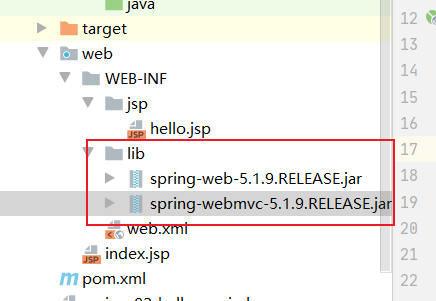 java
target
web
WEB-INF
jsp
hello.jsp
lib
spring-web-5.1.9.RELEASE.jar
spring-webmvc-5.1.9.RELEASE.jar
web.xml
index.jsp
pom.xml
12
13
14
15
16
17
18
19
20
21
22